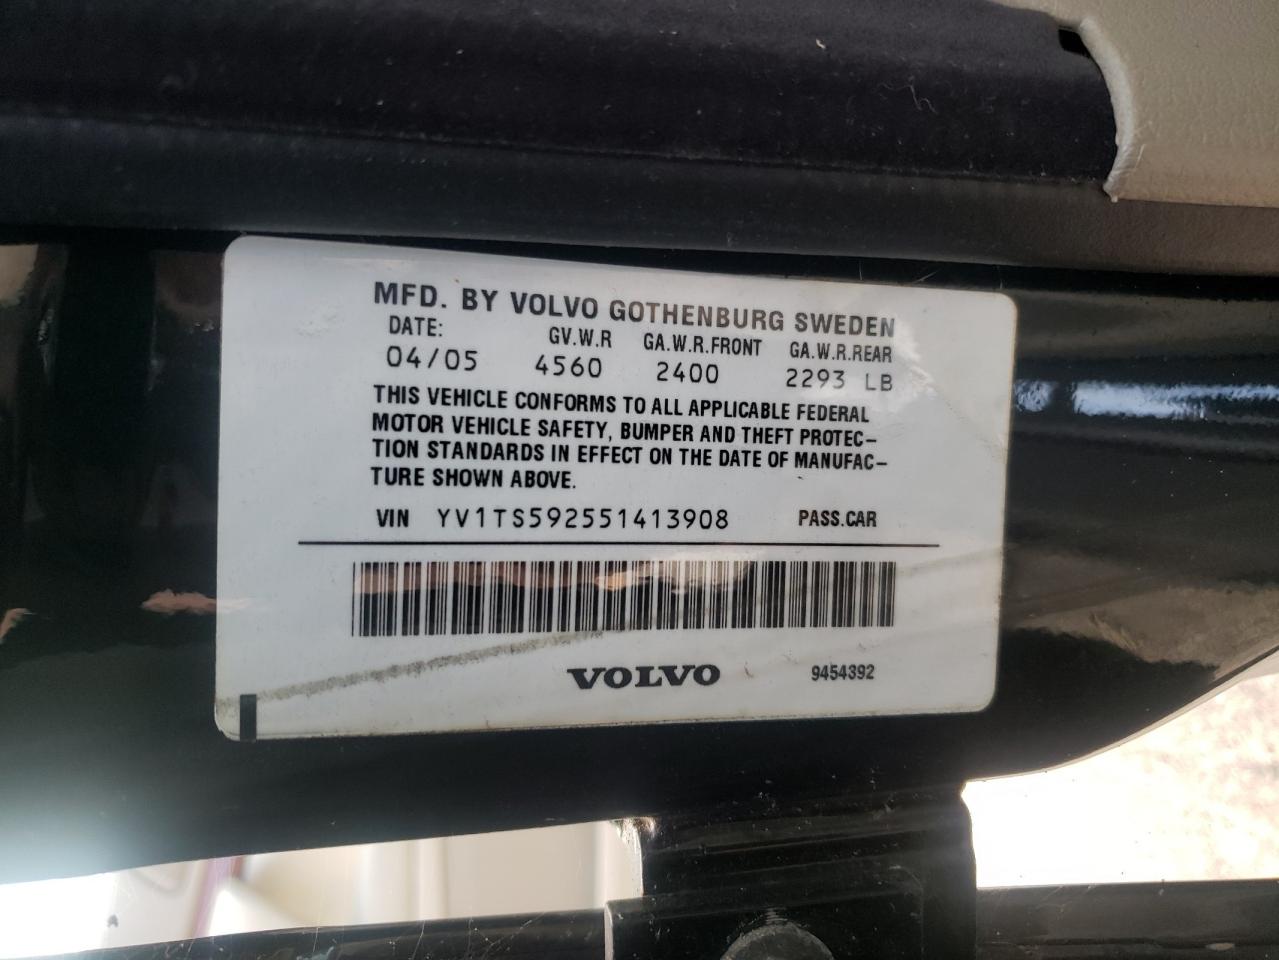 MFD. BY VOLVO GOTHENBURG SWEDEN
DATE: GV.W.R GA.W.R.FRONT GA.W.R.REAR
04/05 4560 2400 2293 LB
THIS VEHICLE CONFORMS TO ALL APPLICABLE FEDERAL
MOTOR VEHICLE SAFETY, BUMPER AND THEFT PROTEC-
TION STANDARDS IN EFFECT ON THE DATE OF MANUFAC-
TURE SHOWN ABOVE.
VIN YV1TS592551413908 PASS.CAR
VOLVO 9454392